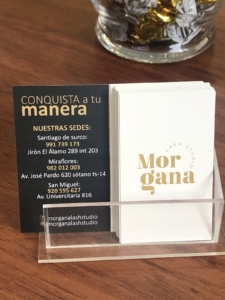 CONQUISTA a tu
manera
NUESTRAS SEDES:
Santiago de surco:
991 739 173
Jirón El Álamo 289 int 203
Miraflores:
982 012 003
Av. José Pardo 620 sótano ts-14
San Miguel:
920 595 627
Av. Universitaria 816
morganalashstudio
morganalashstudio
Mor
gana
lash studio